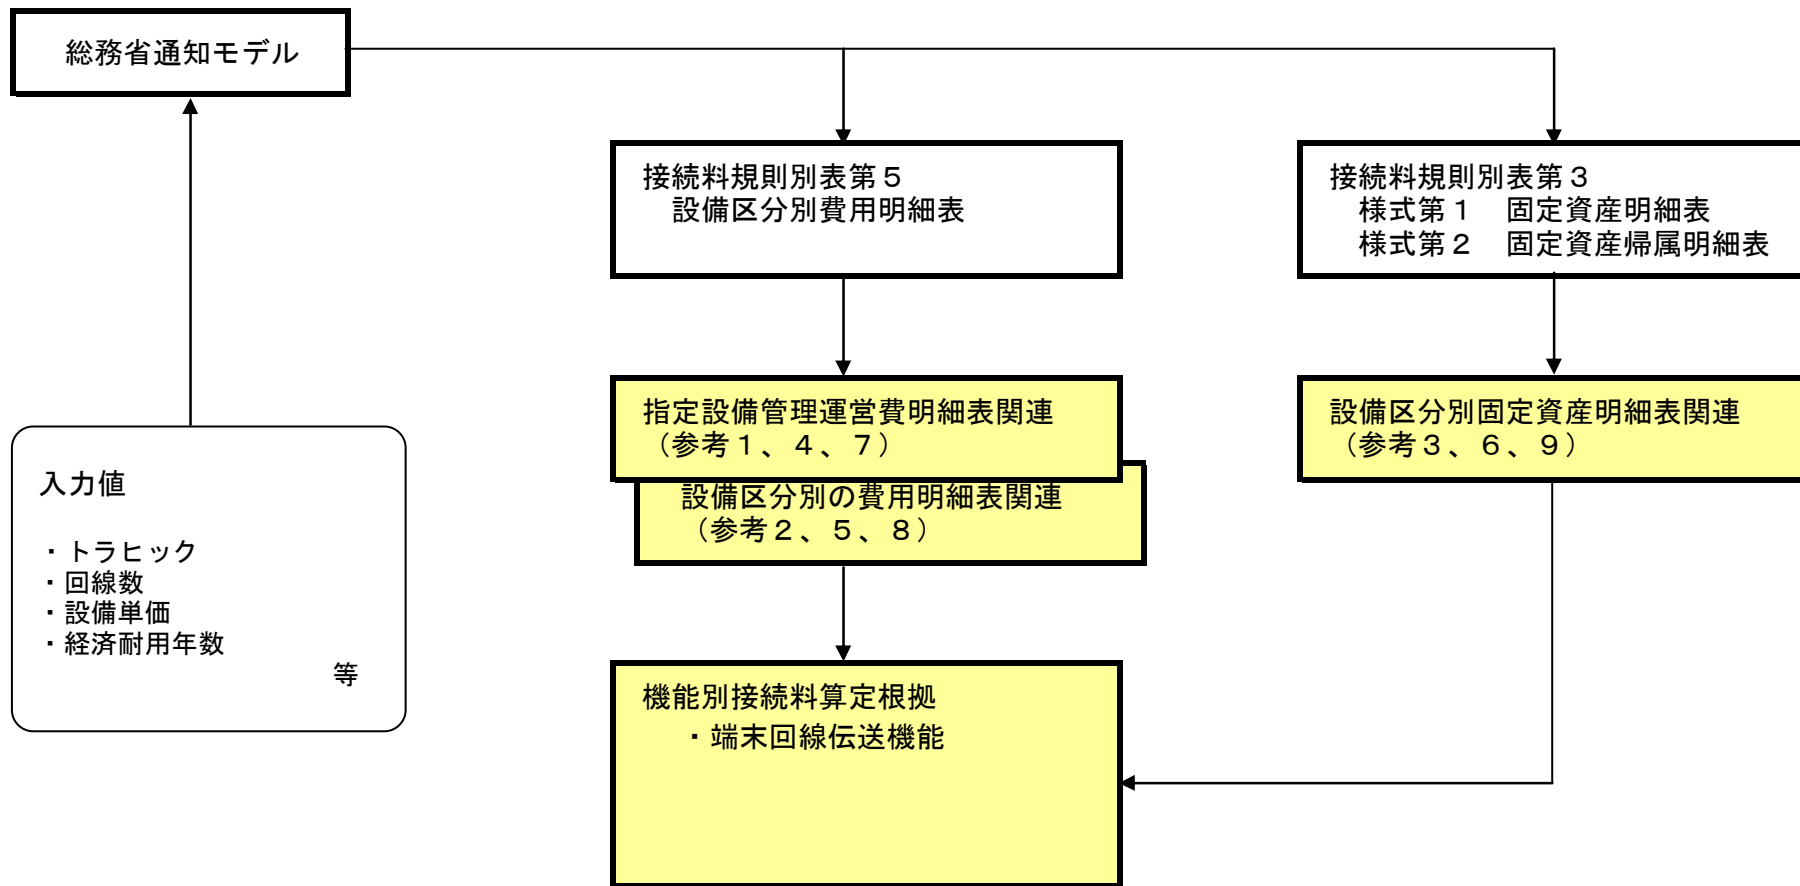 総務省通知モデル
接続料規則別表第５
設備区分別費用明細表
接続料規則別表第３
様式第１　固定資産明細表
様式第２　固定資産帰属明細表
指定設備管理運営費明細表関連
（参考１、４、７）
設備区分別の費用明細表関連
（参考２、５、８）
設備区分別固定資産明細表関連
（参考３、６、９）
入力値
・トラヒック
・回線数
・設備単価
・経済耐用年数
等
機能別接続料算定根拠
・端末回線伝送機能